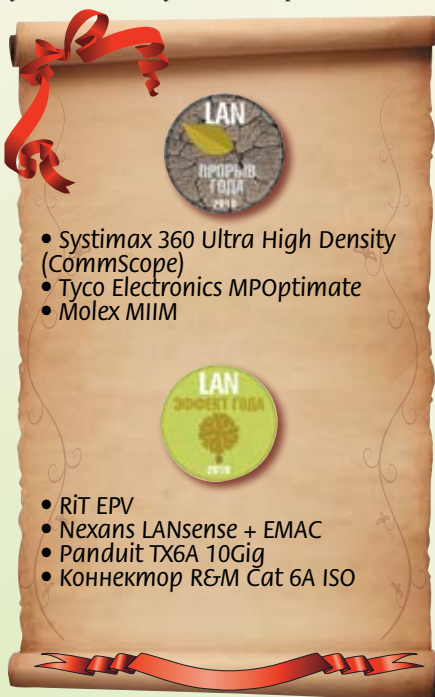 LAN
ПРОРЫВ
ГОДА
2010
• Systimax 360 Ultra High Density
(CommScope)
• Tyco Electronics MPOptimate
• Molex MIIM
LAN
ЭФФЕКТ ГОДА
2010
• RiT EPV
• Nexans LANsense + EMAC
• Panduit TX6A 10Gig
• Коннектор R&M Cat 6A ISO